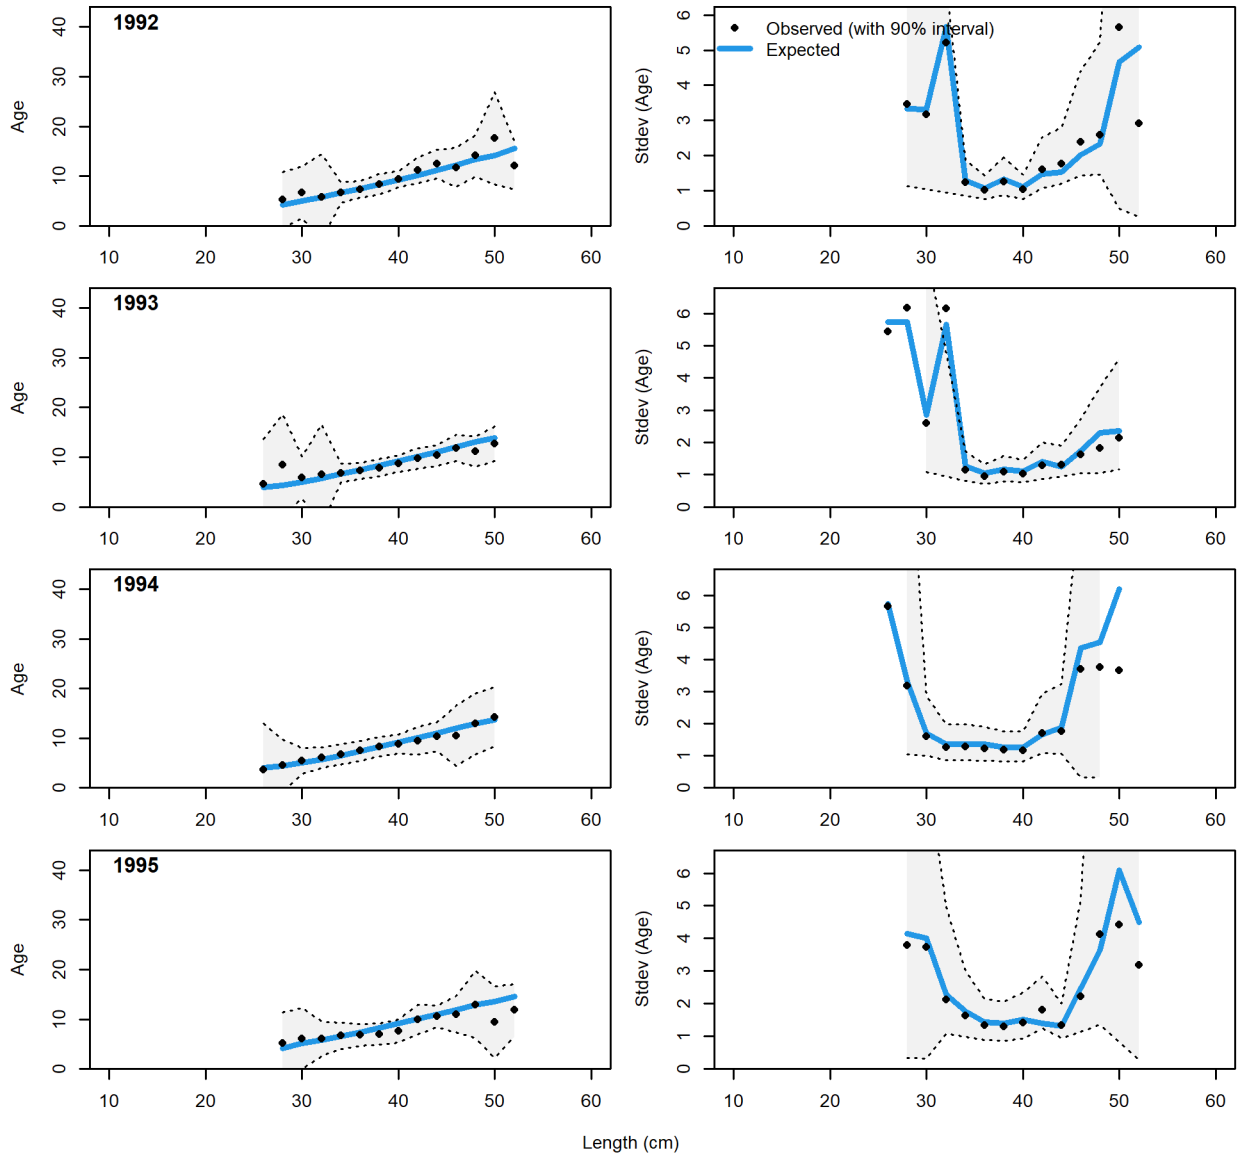 1992
Age
0 10 20 30 40
10 20 30 40 50 60
Observed (with 90% interval)
Expected
Stdev (Age)
0 1 2 3 4 5 6
10 20 30 40 50 60
1993
Age
0 10 20 30 40
10 20 30 40 50 60
Stdev (Age)
0 1 2 3 4 5 6
10 20 30 40 50 60
1994
Age
0 10 20 30 40
10 20 30 40 50 60
Stdev (Age)
0 1 2 3 4 5 6
10 20 30 40 50 60
1995
Age
0 10 20 30 40
10 20 30 40 50 60
Stdev (Age)
0 1 2 3 4 5 6
10 20 30 40 50 60
Length (cm)